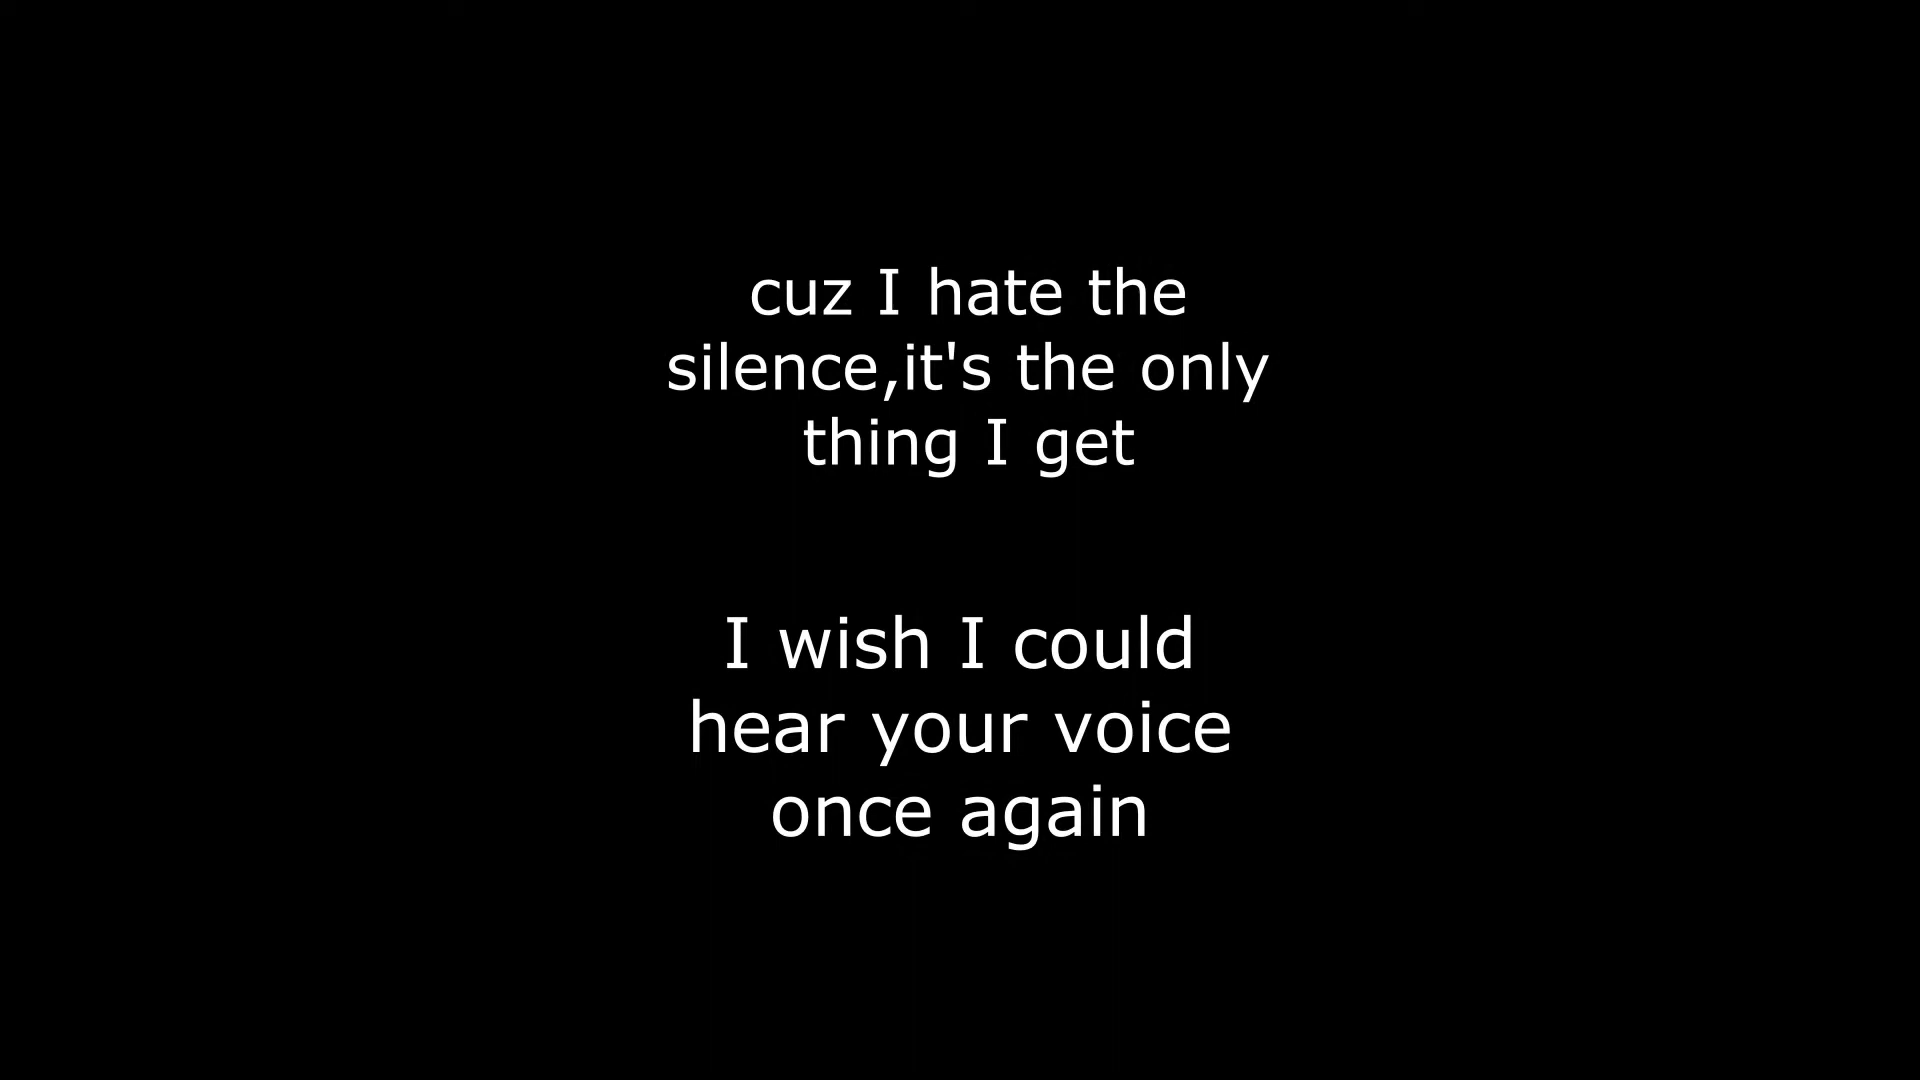 cuz I hate the
silence,it's the only
thing I get
I wish I could
hear your voice
once again